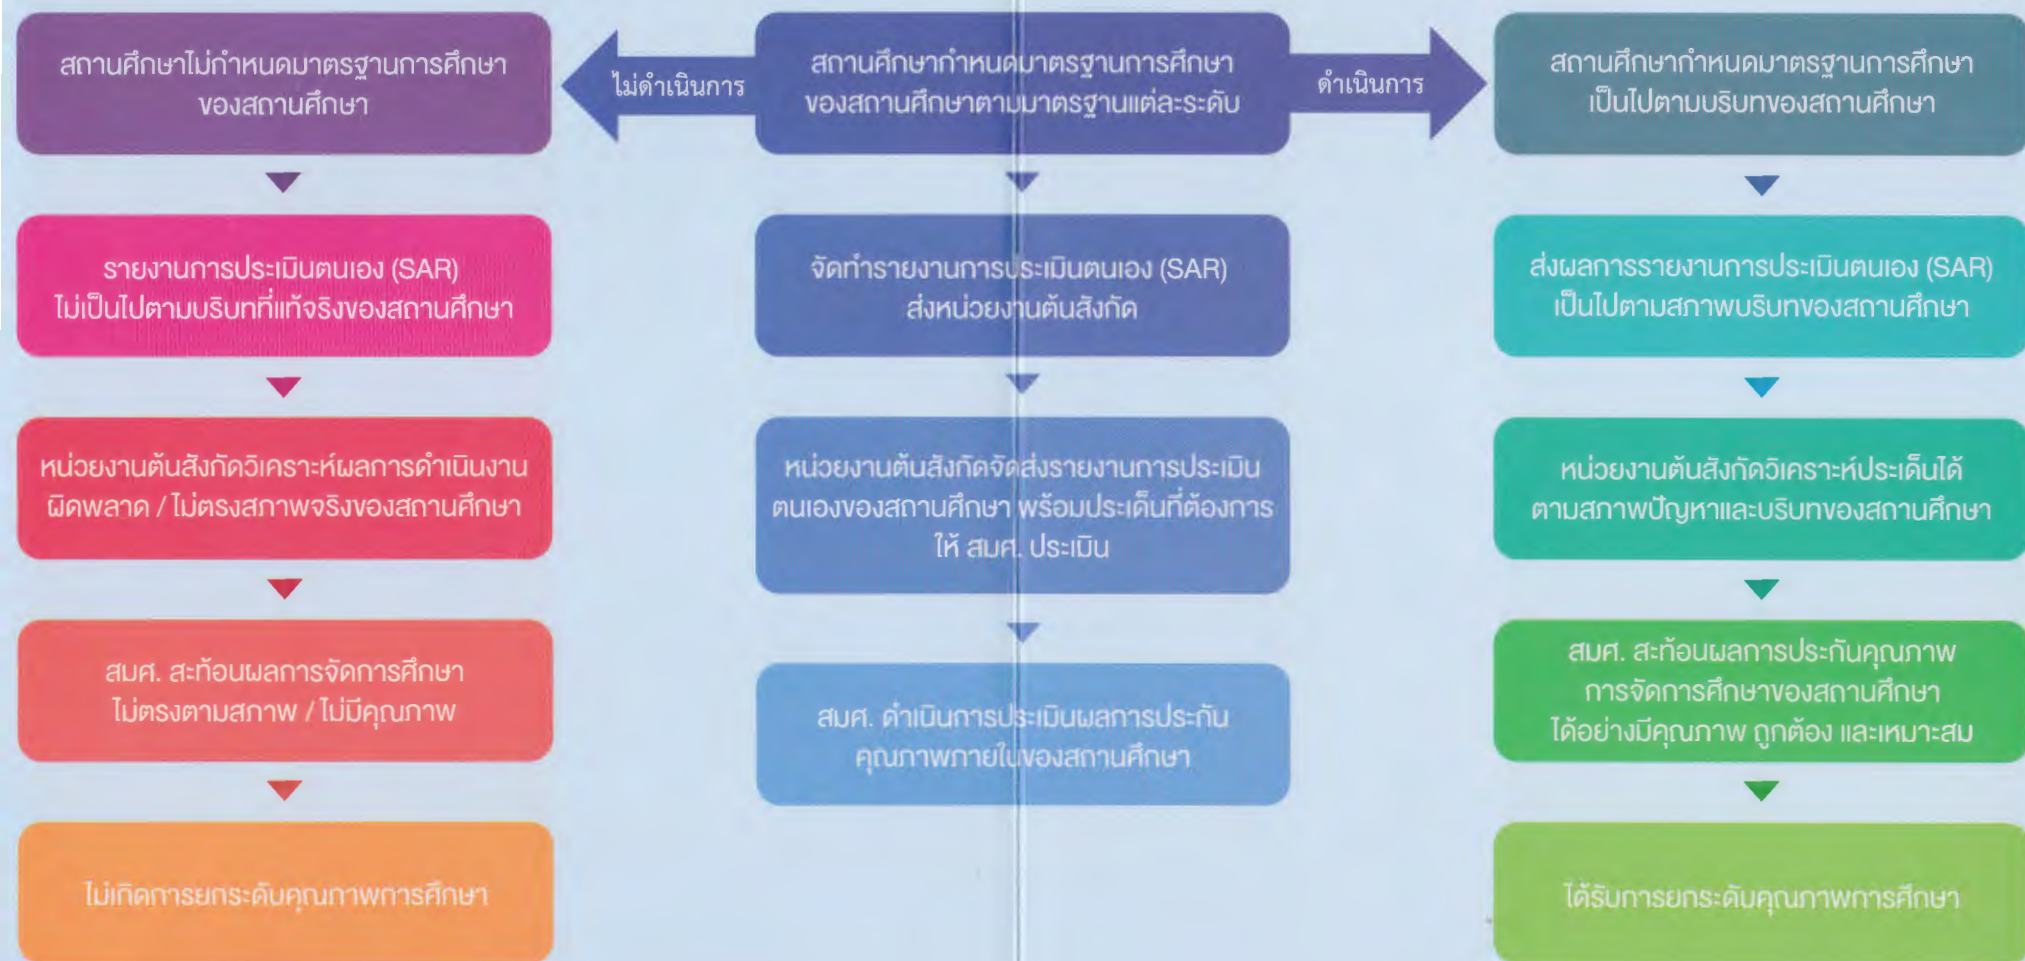 สถานศึกษาไม่กำหนดมาตรฐานการศึกษา
ของสถานศึกษา
ไม่ดำเนินการ
สถานศึกษากำหนดมาตรฐานการศึกษา
ของสถานศึกษาตามมาตรฐานแต่ละระดับ
ดำเนินการ
สถานศึกษากำหนดมาตรฐานการศึกษา
เป็นไปตามบริบทของสถานศึกษา
รายงานการประเมินตนเอง (SAR)
ไม่เป็นไปตามบริบทที่แท้จริงของสถานศึกษา
จัดทำรายงานการประเมินตนเอง (SAR)
ส่งหน่วยงานต้นสังกัด
ส่งผลการรายงานการประเมินตนเอง (SAR)
เป็นไปตามสภาพบริบทของสถานศึกษา
หน่วยงานต้นสังกัดวิเคราะห์ผลการดำเนินงาน
ผิดพลาด / ไม่ตรงสภาพจริงของสถานศึกษา
หน่วยงานต้นสังกัดจัดส่งรายงานการประเมิน
ตนเองของสถานศึกษา พร้อมประเด็นที่ต้องการ
ให้ สมศ. ประเมิน
หน่วยงานต้นสังกัดวิเคราะห์ประเด็นได้
ตามสภาพปัญหาและบริบทของสถานศึกษา
สมศ. สะท้อนผลการจัดการศึกษา
ไม่ตรงตามสภาพ / ไม่มีคุณภาพ
สมศ. ดำเนินการประเมินผลการประกัน
คุณภาพภายในของสถานศึกษา
สมศ. สะท้อนผลการประกันคุณภาพ
การจัดการศึกษาของสถานศึกษา
ได้อย่างมีคุณภาพ ถูกต้อง และเหมาะสม
ไม่เกิดการยกระดับคุณภาพการศึกษา
ได้รับการยกระดับคุณภาพการศึกษา